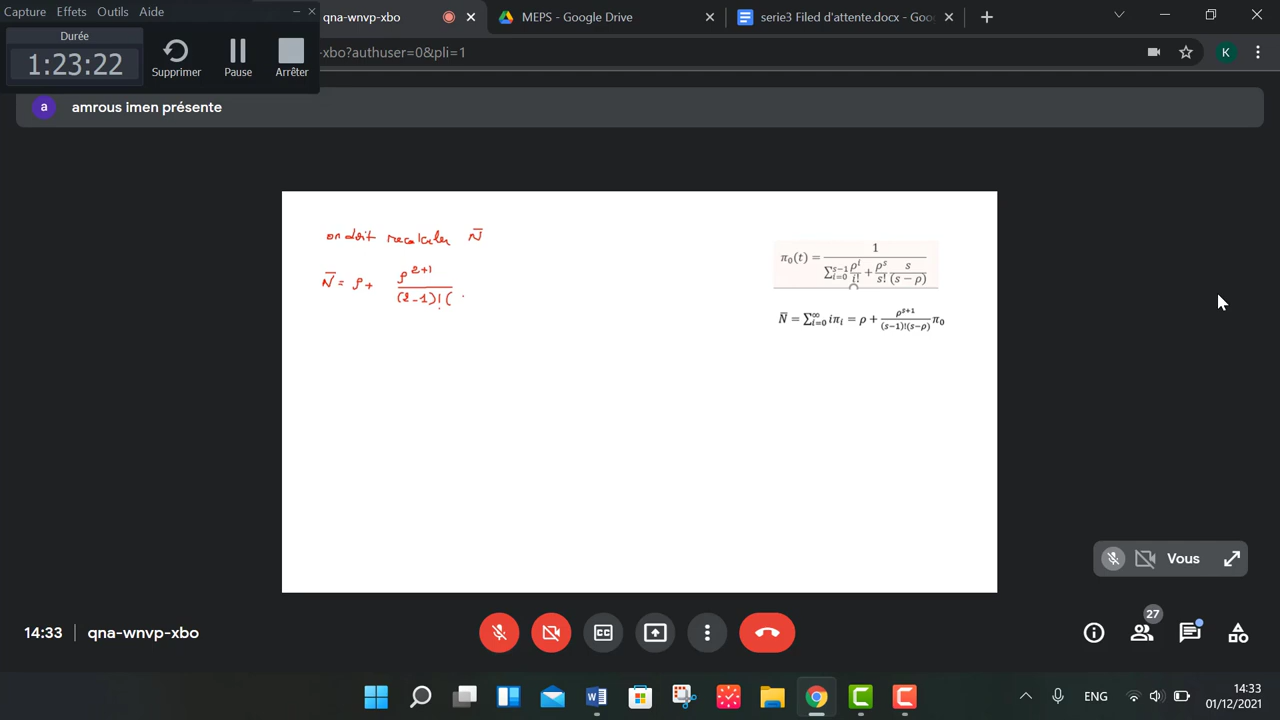 Capture Effets Outils Aide
Durée
1:23:22
Supprimer Pause Arrêter
qna-wnvp-xbo
MEPS - Google Drive
serie3 Filed d'attente.docx - Goo
-xbo?authuser=0&pli=1
K
a amrous imen présente
on doit recalculer N̄
N̄ = ρ + ρ^{2+1} / (2-1)! (
π₀(t) = 1 / (∑_{i=0}^{s-1} ρ^i/i! + ρ^s/s! s/(s-ρ))
N̄ = ∑_{i=0}^{∞} iπ_i = ρ + ρ^{s+1}/((s-1)!(s-ρ)) π₀
Vous
14:33 qna-wnvp-xbo
CC
27
ENG
14:33
01/12/2021